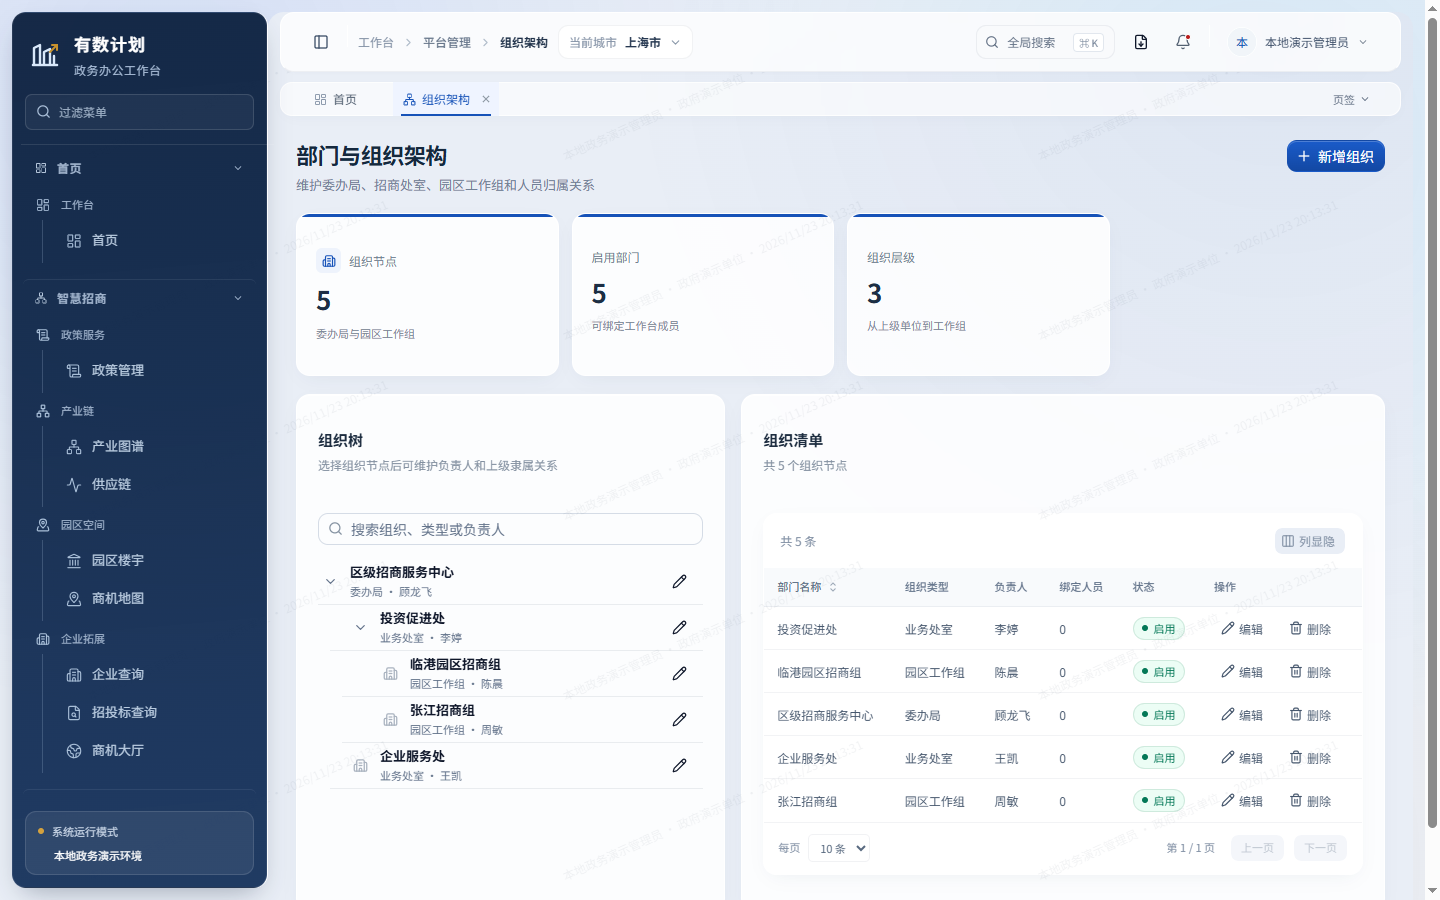 有数计划
政务办公工作台
过滤菜单
首页
工作台
首页
智慧招商
政策服务
政策管理
产业链
产业图谱
供应链
园区空间
园区楼宇
商机地图
企业拓展
企业查询
招投标查询
商机大厅
系统运行模式
本地政务演示环境
工作台 平台管理 组织架构 当前城市 上海市
全局搜索 ⌘K
本 本地演示管理员
首页 组织架构
页签
部门与组织架构
维护委办局、招商处室、园区工作组和人员归属关系
新增组织
组织节点
5
委办局与园区工作组
启用部门
5
可绑定工作台成员
组织层级
3
从上级单位到工作组
组织树
选择组织节点后可维护负责人和上级隶属关系
搜索组织、类型或负责人
区级招商服务中心
委办局 • 顾龙飞
投资促进处
业务处室 • 李婷
临港园区招商组
园区工作组 • 陈晨
张江招商组
园区工作组 • 周敏
企业服务处
业务处室 • 王凯
组织清单
共 5 个组织节点
共 5 条
列显隐
部门名称 组织类型 负责人 绑定人员 状态 操作
投资促进处 业务处室 李婷 0 启用 编辑 删除
临港园区招商组 园区工作组 陈晨 0 启用 编辑 删除
区级招商服务中心 委办局 顾龙飞 0 启用 编辑 删除
企业服务处 业务处室 王凯 0 启用 编辑 删除
张江招商组 园区工作组 周敏 0 启用 编辑 删除
每页 10 条
第 1 / 1 页 上一页 下一页
本地政务演示管理员 • 政府演示单位 • 2026/11/23 20:13:31